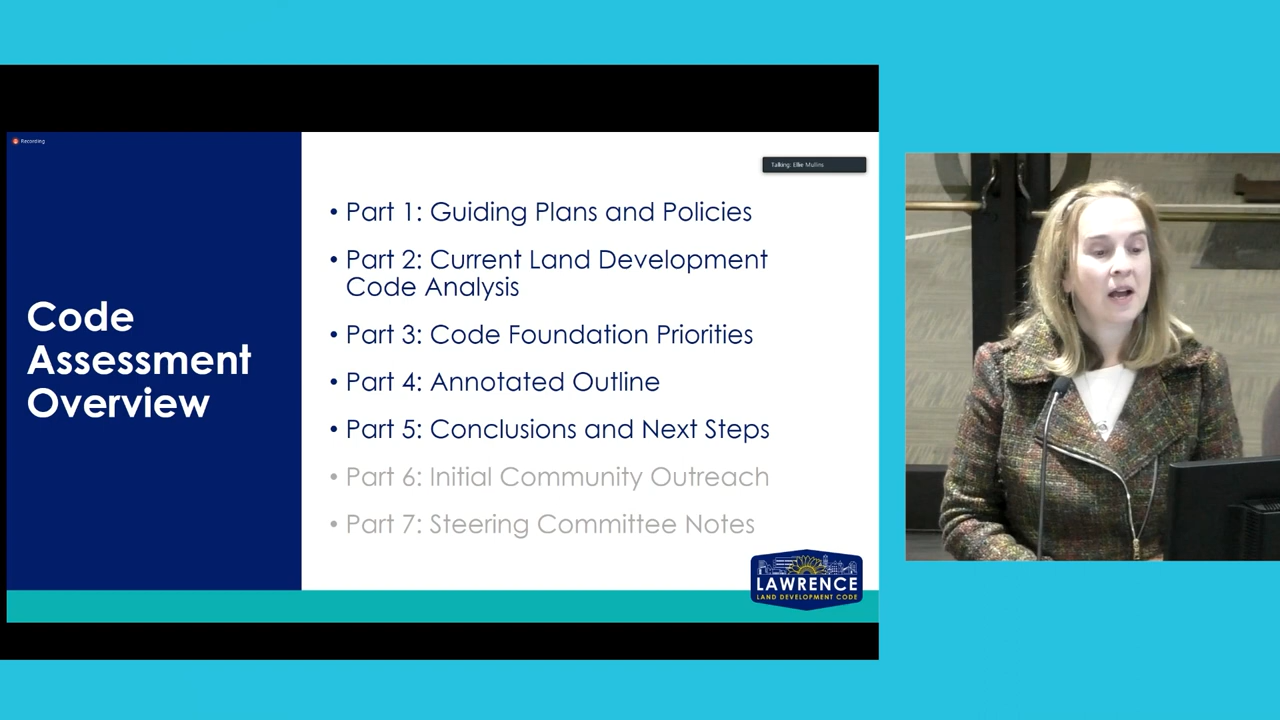 Recording
Talking: Ellie Mullins
Code
Assessment
Overview
• Part 1: Guiding Plans and Policies
• Part 2: Current Land Development
Code Analysis
• Part 3: Code Foundation Priorities
• Part 4: Annotated Outline
• Part 5: Conclusions and Next Steps
• Part 6: Initial Community Outreach
• Part 7: Steering Committee Notes
LAWRENCE
LAND DEVELOPMENT CODE